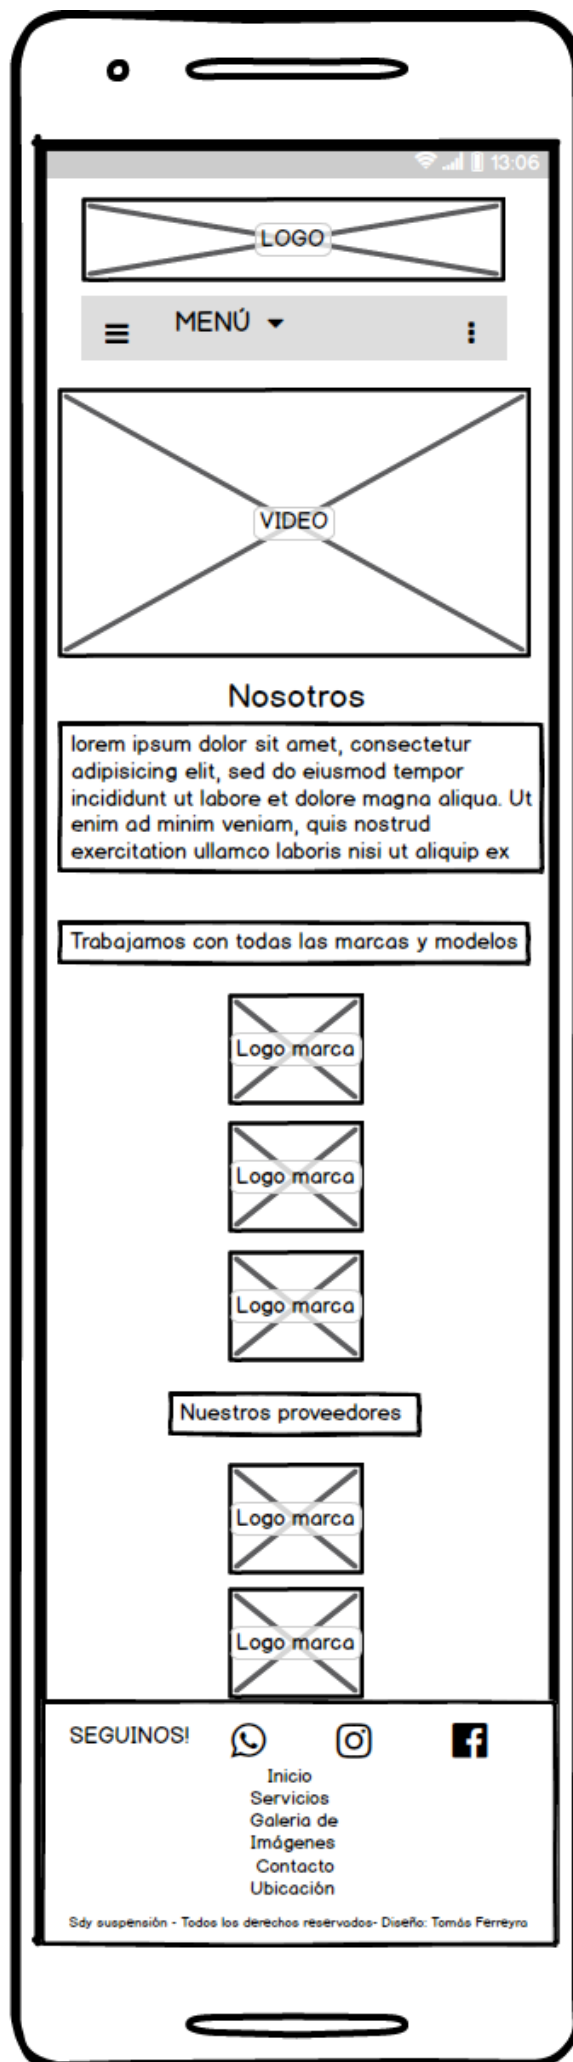 13:06
LOGO
MENÚ
VIDEO
Nosotros
lorem ipsum dolor sit amet, consectetur
adipisicing elit, sed do eiusmod tempor
incididunt ut labore et dolore magna aliqua. Ut
enim ad minim veniam, quis nostrud
exercitation ullamco laboris nisi ut aliquip ex
Trabajamos con todas las marcas y modelos
Logo marca
Logo marca
Logo marca
Nuestros proveedores
Logo marca
Logo marca
SEGUINOS!
Inicio
Servicios
Galeria de
Imágenes
Contacto
Ubicación
Sdy suspensión - Todos los derechos reservados- Diseño: Tomás Ferreyra